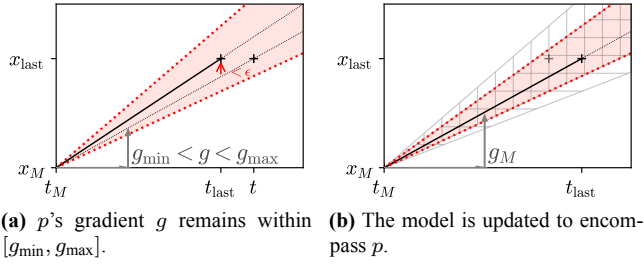 x_last
x_M
< ϵ
g_min < g < g_max
t_M
t_last
t
(a) p's gradient g remains within
[g_min, g_max].
x_last
x_M
g_M
t_M
t_last
(b) The model is updated to encom-
pass p.